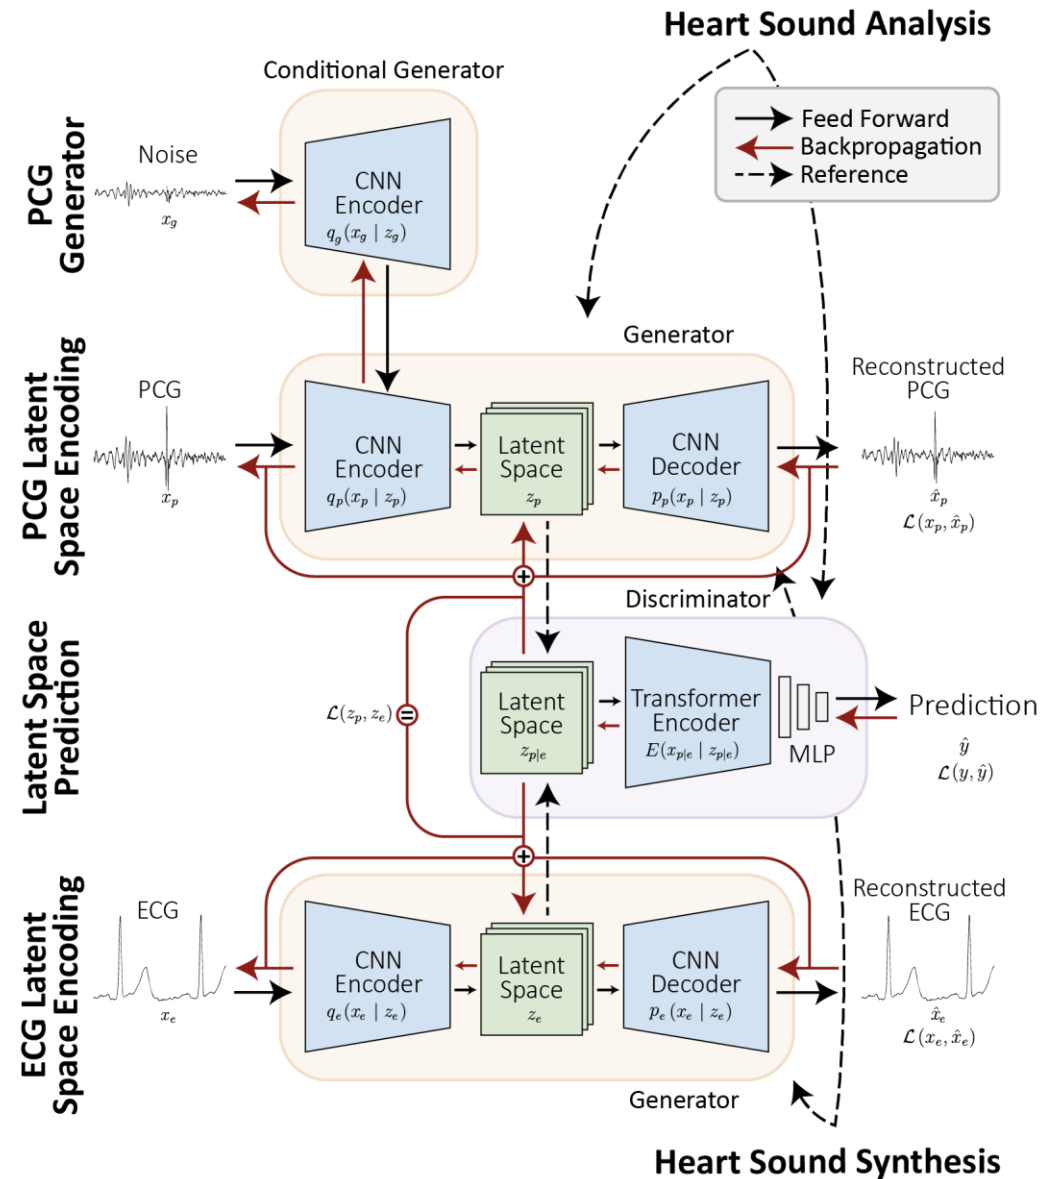 Heart Sound Analysis
Conditional Generator
Feed Forward
Backpropagation
Reference
PCG
Generator
Noise
x_g
CNN
Encoder
q_g(x_g | z_g)
Generator
PCG Latent
Space Encoding
PCG
x_p
CNN
Encoder
q_p(x_p | z_p)
Latent
Space
z_p
CNN
Decoder
p_p(x_p | z_p)
Reconstructed
PCG
x̂_p
ℒ(x_p, x̂_p)
+
Discriminator
Latent Space
Prediction
ℒ(z_p, z_e)
=
Latent
Space
z_{p|e}
Transformer
Encoder
E(x_{p|e} | z_{p|e})
MLP
Prediction
ŷ
ℒ(y, ŷ)
+
ECG Latent
Space Encoding
ECG
x_e
CNN
Encoder
q_e(x_e | z_e)
Latent
Space
z_e
CNN
Decoder
p_e(x_e | z_e)
Reconstructed
ECG
x̂_e
ℒ(x_e, x̂_e)
Generator
Heart Sound Synthesis